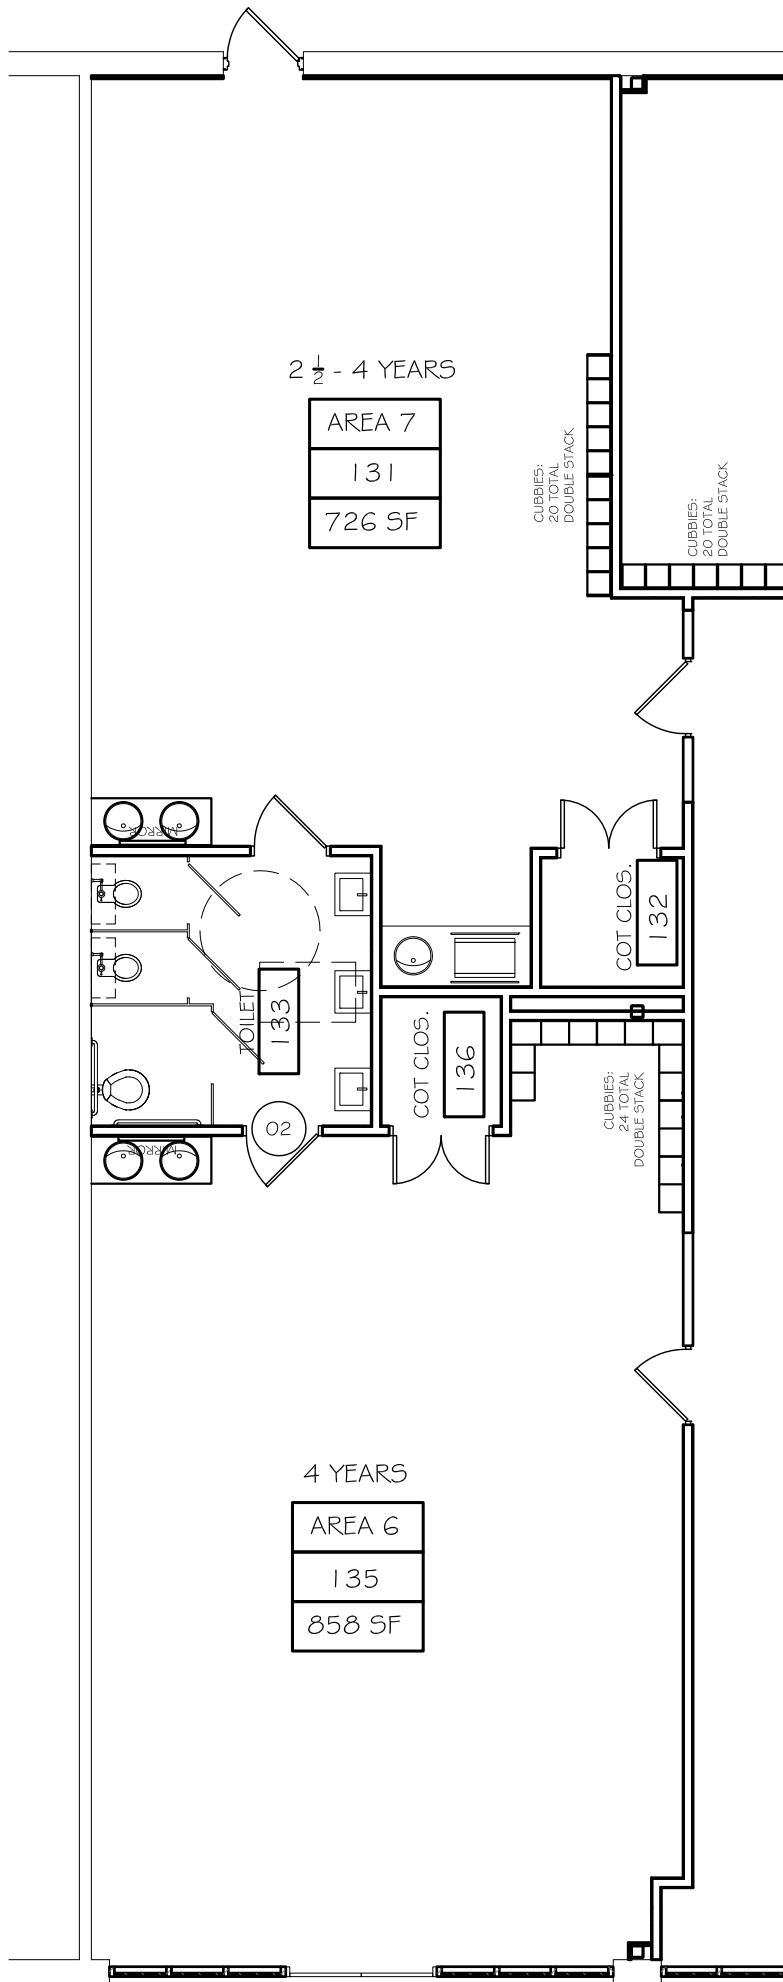 2 1/2 - 4 YEARS
AREA 7
131
726 SF
CUBBIES:
20 TOTAL
DOUBLE STACK
CUBBIES:
20 TOTAL
DOUBLE STACK
MIRROR
COT CLOS.
132
TOILET
133
COT CLOS.
136
CUBBIES:
24 TOTAL
DOUBLE STACK
02
MIRROR
4 YEARS
AREA 6
135
858 SF